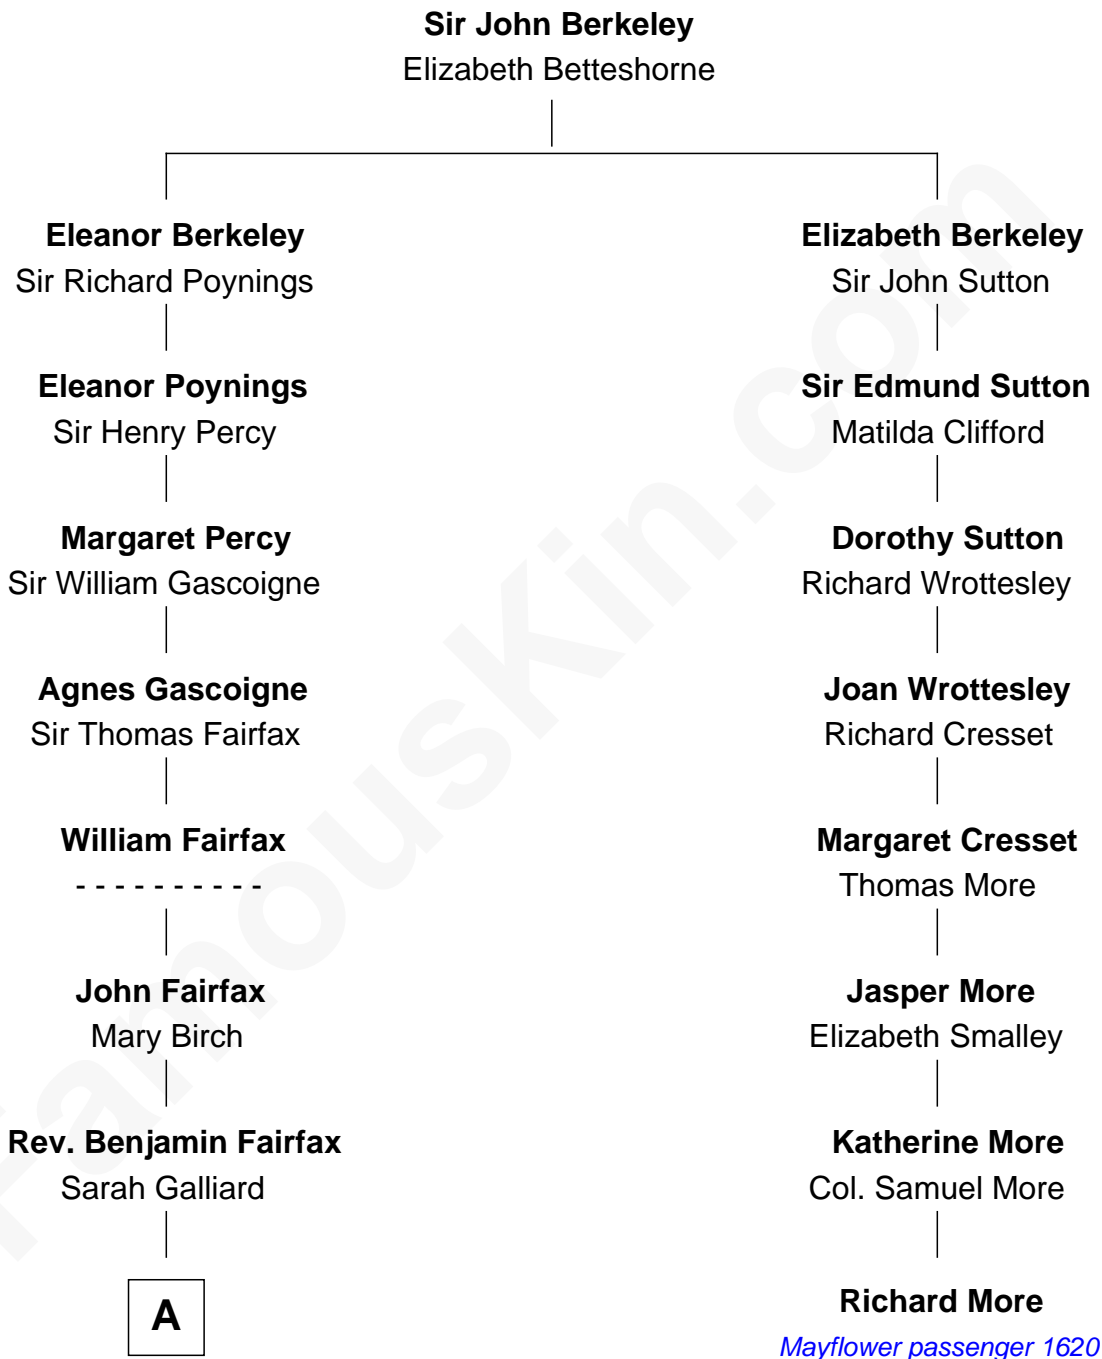 Sir John Berkeley
Elizabeth Betteshorne
Eleanor Berkeley
Sir Richard Poynings
Eleanor Poynings
Sir Henry Percy
Margaret Percy
Sir William Gascoigne
Agnes Gascoigne
Sir Thomas Fairfax
William Fairfax
- - - - - - - - - -
John Fairfax
Mary Birch
Rev. Benjamin Fairfax
Sarah Galliard
A
Elizabeth Berkeley
Sir John Sutton
Sir Edmund Sutton
Matilda Clifford
Dorothy Sutton
Richard Wrottesley
Joan Wrottesley
Richard Cresset
Margaret Cresset
Thomas More
Jasper More
Elizabeth Smalley
Katherine More
Col. Samuel More
Richard More
Mayflower passenger 1620
FamousKin.com